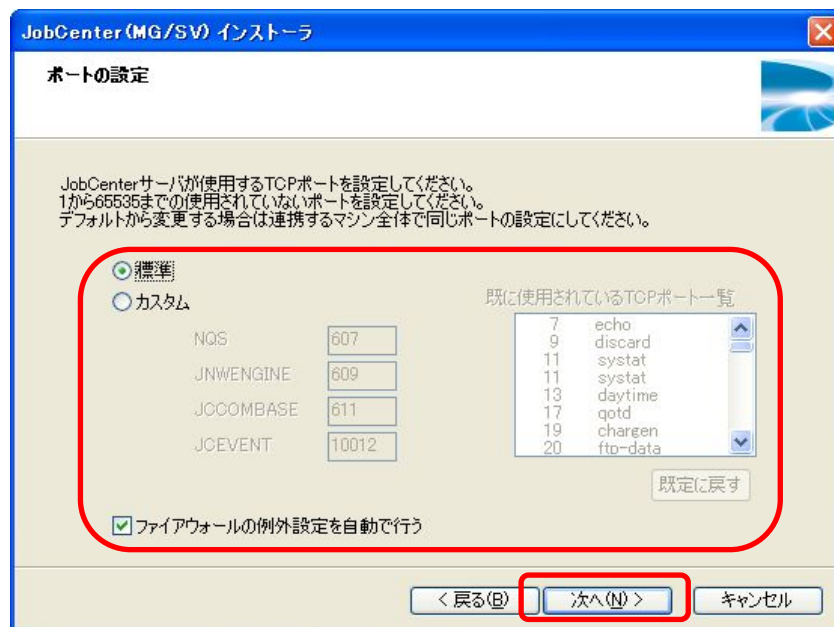 JobCenter(MG/SV) インストーラ
ポートの設定
JobCenterサーバが使用するTCPポートを設定してください。
1から65535までの使用されていないポートを設定してください。
デフォルトから変更する場合は連携するマシン全体で同じポートの設定にしてください。
標準
カスタム
既に使用されているTCPポート一覧
NQS 607
JNWENGINE 609
JCCOMBASE 611
JCEVENT 10012
7 echo
9 discard
11 systat
11 systat
13 daytime
17 qotd
19 chargen
20 ftp-data
既定に戻す
ファイアウォールの例外設定を自動で行う
< 戻る(B) 次へ(N) > キャンセル